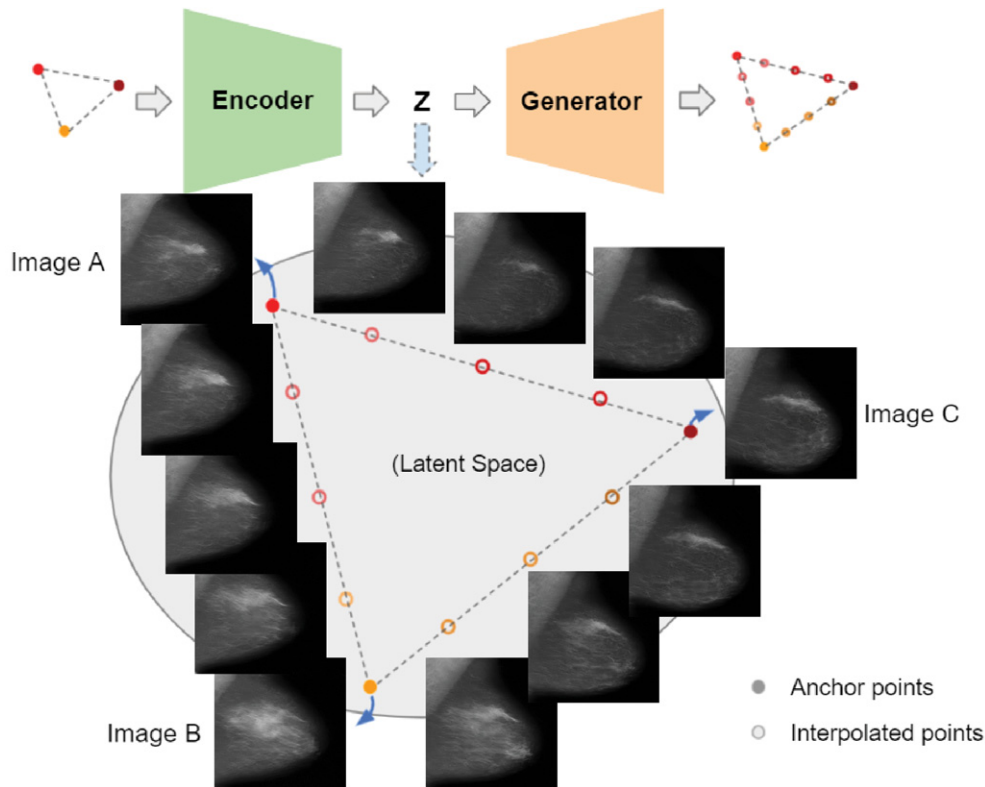 Encoder
Z
Generator
Image A
(Latent Space)
Image C
Image B
Anchor points
Interpolated points